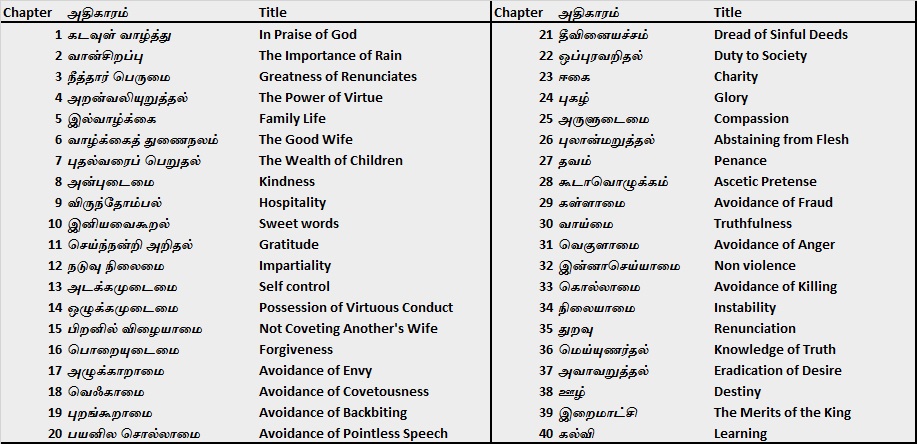 Chapter அதிகாரம் Title
1 கடவுள் வாழ்த்து In Praise of God
2 வான்சிறப்பு The Importance of Rain
3 நீத்தார் பெருமை Greatness of Renunciates
4 அறன்வலியுறுத்தல் The Power of Virtue
5 இல்வாழ்க்கை Family Life
6 வாழ்க்கைத் துணைநலம் The Good Wife
7 புதல்வரைப் பெறுதல் The Wealth of Children
8 அன்புடைமை Kindness
9 விருந்தோம்பல் Hospitality
10 இனியவைகூறல் Sweet words
11 செய்ந்நன்றி அறிதல் Gratitude
12 நடுவு நிலைமை Impartiality
13 அடக்கமுடைமை Self control
14 ஒழுக்கமுடைமை Possession of Virtuous Conduct
15 பிறனில் விழையாமை Not Coveting Another's Wife
16 பொறையுடைமை Forgiveness
17 அழுக்காறாமை Avoidance of Envy
18 வெஃகாமை Avoidance of Covetousness
19 புறங்கூறாமை Avoidance of Backbiting
20 பயனில சொல்லாமை Avoidance of Pointless Speech
Chapter அதிகாரம் Title
21 தீவினையச்சம் Dread of Sinful Deeds
22 ஒப்புரவறிதல் Duty to Society
23 ஈகை Charity
24 புகழ் Glory
25 அருளுடைமை Compassion
26 புலான்மறுத்தல் Abstaining from Flesh
27 தவம் Penance
28 கூடாவொழுக்கம் Ascetic Pretense
29 கள்ளாமை Avoidance of Fraud
30 வாய்மை Truthfulness
31 வெகுளாமை Avoidance of Anger
32 இன்னாசெய்யாமை Non violence
33 கொல்லாமை Avoidance of Killing
34 நிலையாமை Instability
35 துறவு Renunciation
36 மெய்யுணர்தல் Knowledge of Truth
37 அவாவறுத்தல் Eradication of Desire
38 ஊழ் Destiny
39 இறைமாட்சி The Merits of the King
40 கல்வி Learning